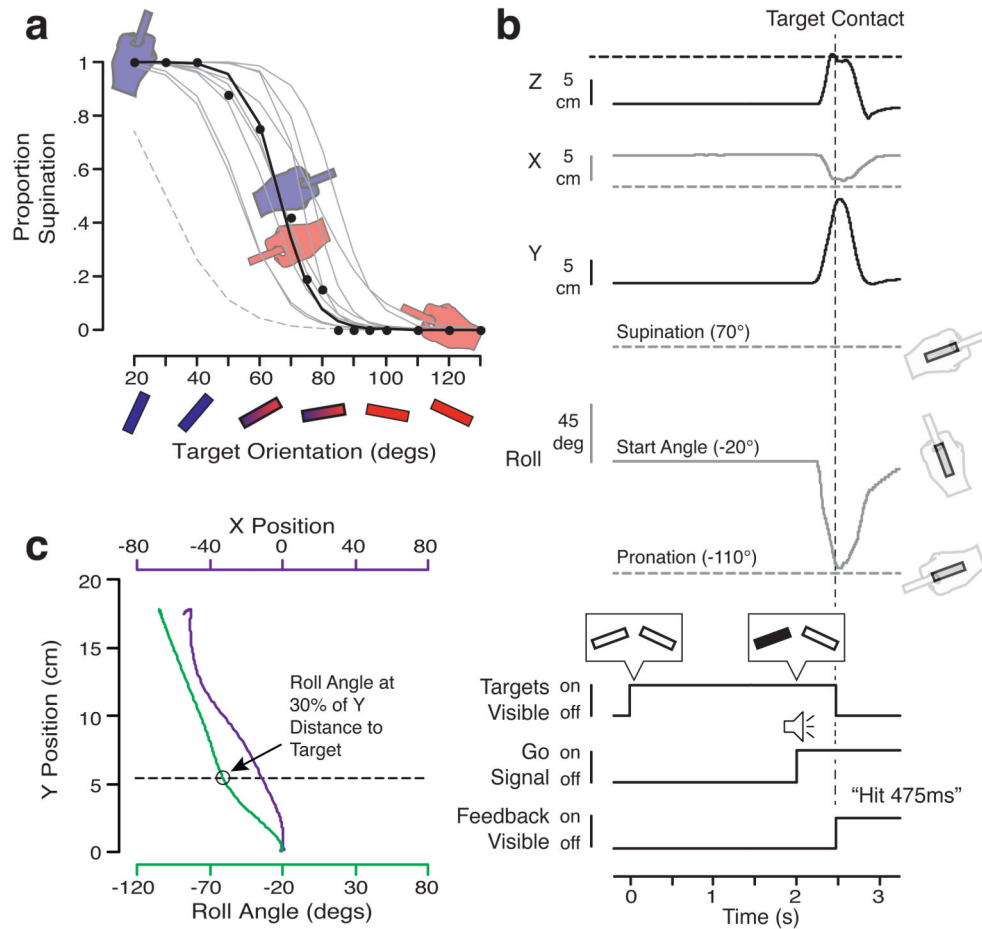 a
Proportion
Supination
1
.8
.6
.4
.2
0
20
40
60
80
100
120
Target Orientation (degs)
b
Target Contact
Z
5
cm
X
5
cm
Y
5
cm
Supination (70°)
45
deg
Roll
Start Angle (-20°)
Pronation (-110°)
Targets on
Visible off
Go on
Signal off
"Hit 475ms"
Feedback on
Visible off
0
1
2
3
Time (s)
c
X Position
-80
-40
0
40
80
Y Position (cm)
20
15
10
5
0
Roll Angle at
30% of Y
Distance to
Target
-120
-70
-20
30
80
Roll Angle (degs)